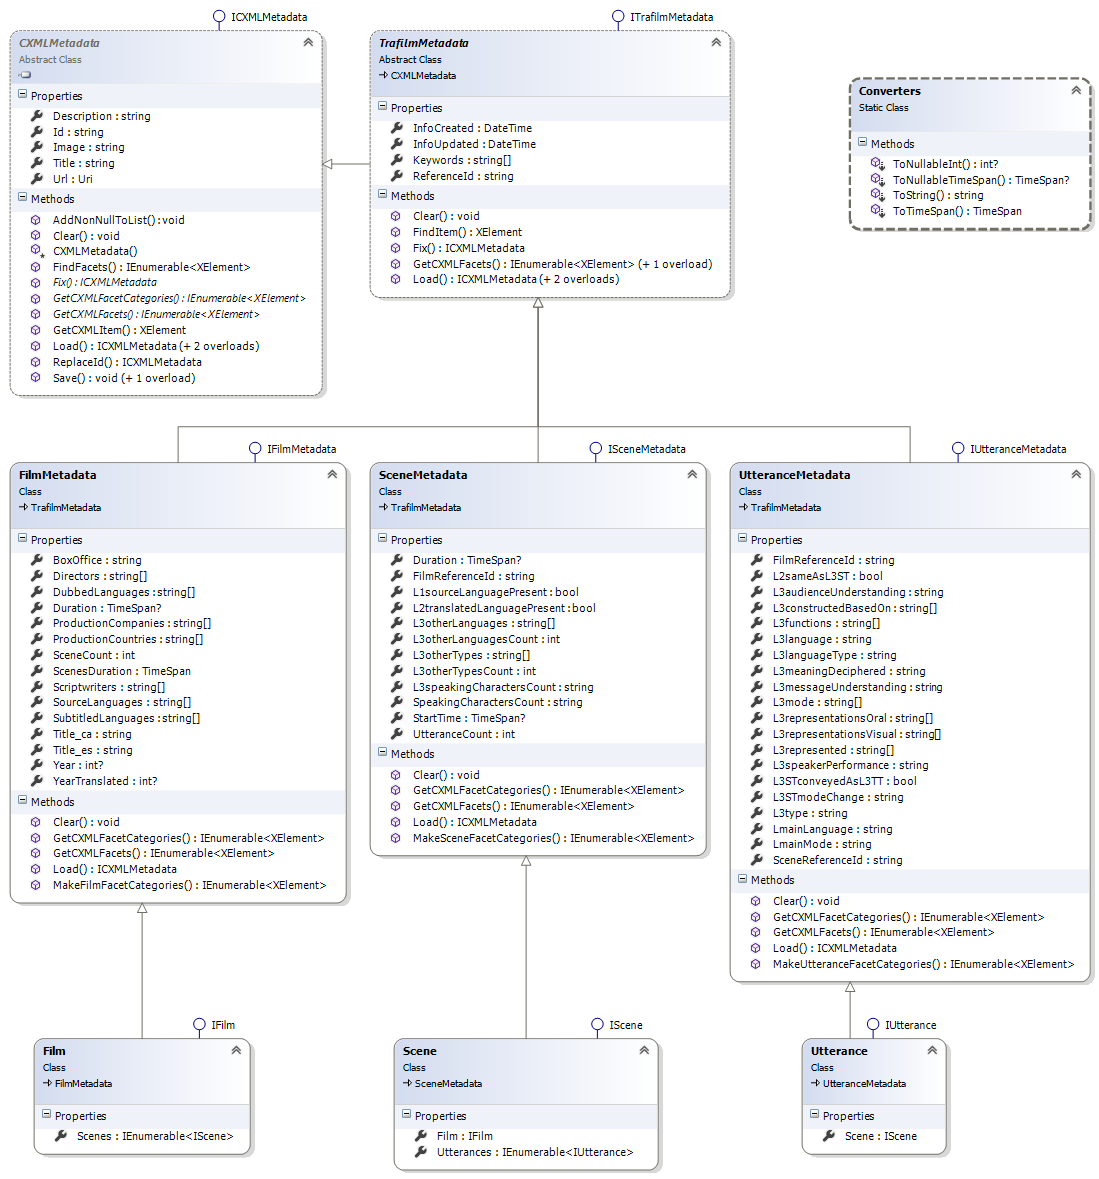 ICXMLMetadata
CXMLMetadata
Abstract Class
Properties
Description : string
Id : string
Image : string
Title : string
Url : Uri
Methods
AddNonNullToList() : void
Clear() : void
CXMLMetadata()
FindFacets() : IEnumerable<XElement>
Fix() : ICXMLMetadata
GetCXMLFacetCategories() : IEnumerable<XElement>
GetCXMLFacets() : IEnumerable<XElement>
GetCXMLItem() : XElement
Load() : ICXMLMetadata (+ 2 overloads)
ReplaceId() : ICXMLMetadata
Save() : void (+ 1 overload)
ITrafilmMetadata
TrafilmMetadata
Abstract Class
CXMLMetadata
Properties
InfoCreated : DateTime
InfoUpdated : DateTime
Keywords : string[]
ReferenceId : string
Methods
Clear() : void
FindItem() : XElement
Fix() : ICXMLMetadata
GetCXMLFacets() : IEnumerable<XElement> (+ 1 overload)
Load() : ICXMLMetadata (+ 2 overloads)
Converters
Static Class
Methods
ToNullableInt() : int?
ToNullableTimeSpan() : TimeSpan?
ToString() : string
ToTimeSpan() : TimeSpan
IFilmMetadata
FilmMetadata
Class
TrafilmMetadata
Properties
BoxOffice : string
Directors : string[]
DubbedLanguages : string[]
Duration : TimeSpan?
ProductionCompanies : string[]
ProductionCountries : string[]
SceneCount : int
ScenesDuration : TimeSpan
Scriptwriters : string[]
SourceLanguages : string[]
SubtitledLanguages : string[]
Title_ca : string
Title_es : string
Year : int?
YearTranslated : int?
Methods
Clear() : void
GetCXMLFacetCategories() : IEnumerable<XElement>
GetCXMLFacets() : IEnumerable<XElement>
Load() : ICXMLMetadata
MakeFilmFacetCategories() : IEnumerable<XElement>
ISceneMetadata
SceneMetadata
Class
TrafilmMetadata
Properties
Duration : TimeSpan?
FilmReferenceId : string
L1sourceLanguagePresent : bool
L2translatedLanguagePresent : bool
L3otherLanguages : string[]
L3otherLanguagesCount : int
L3otherTypes : string[]
L3otherTypesCount : int
L3speakingCharactersCount : string
SpeakingCharactersCount : string
StartTime : TimeSpan?
UtteranceCount : int
Methods
Clear() : void
GetCXMLFacetCategories() : IEnumerable<XElement>
GetCXMLFacets() : IEnumerable<XElement>
Load() : ICXMLMetadata
MakeSceneFacetCategories() : IEnumerable<XElement>
IUtteranceMetadata
UtteranceMetadata
Class
TrafilmMetadata
Properties
FilmReferenceId : string
L2sameAsL3ST : bool
L3audienceUnderstanding : string
L3constructedBasedOn : string[]
L3functions : string[]
L3language : string
L3languageType : string
L3meaningDeciphered : string
L3messageUnderstanding : string
L3mode : string[]
L3representationsOral : string[]
L3representationsVisual : string[]
L3represented : string[]
L3speakerPerformance : string
L3STconveyedAsL3TT : bool
L3STmodeChange : string
L3type : string
LmainLanguage : string
LmainMode : string
SceneReferenceId : string
Methods
Clear() : void
GetCXMLFacetCategories() : IEnumerable<XElement>
GetCXMLFacets() : IEnumerable<XElement>
Load() : ICXMLMetadata
MakeUtteranceFacetCategories() : IEnumerable<XElement>
IFilm
Film
Class
FilmMetadata
Properties
Scenes : IEnumerable<IScene>
IScene
Scene
Class
SceneMetadata
Properties
Film : IFilm
Utterances : IEnumerable<IUtterance>
IUtterance
Utterance
Class
UtteranceMetadata
Properties
Scene : IScene